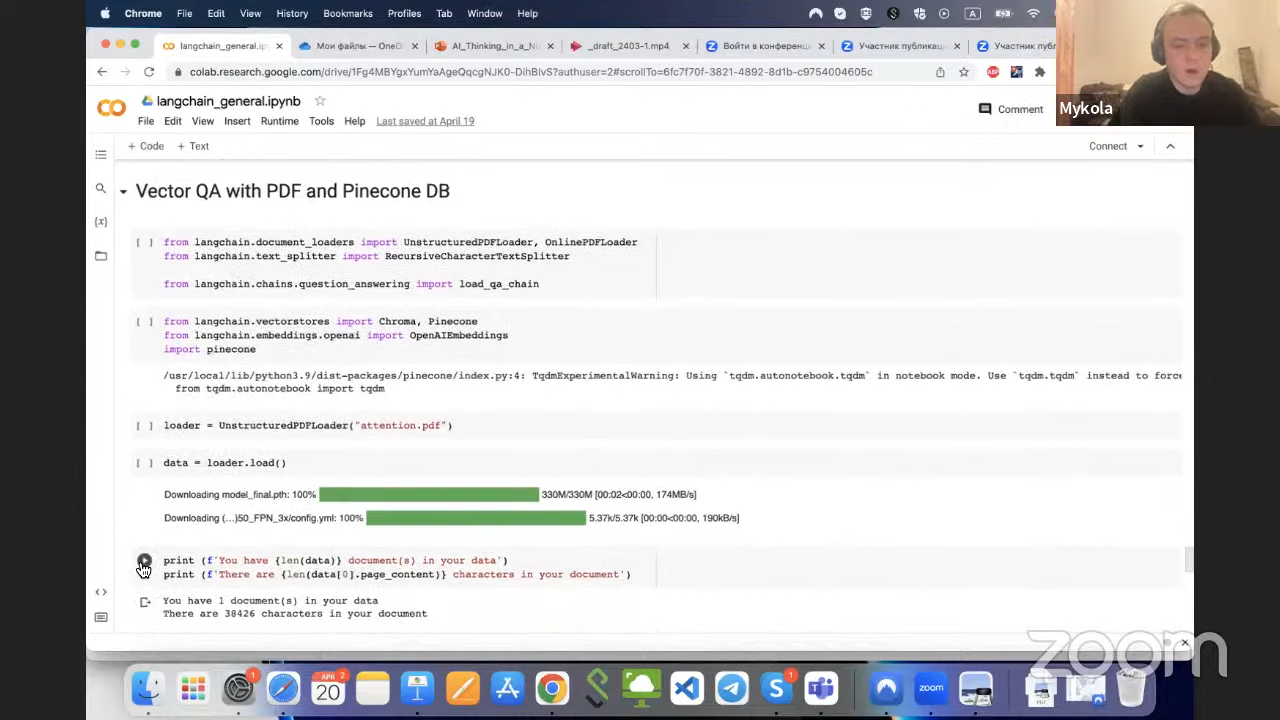 Chrome File Edit View History Bookmarks Profiles Tab Window Help
langchain_general.ipynb Мои файлы — OneD AI_Thinking_in_a_N _draft_2403-1.mp4 Войти в конференц Участник публикац Участник публ
colab.research.google.com/drive/1Fg4MBYgxYumYaAgeQqcgNJK0-DihBlvS?authuser=2#scrollTo=6fc7f70f-3821-4892-8d1b-c9754004605c
Mykola
langchain_general.ipynb
Comment
File Edit View Insert Runtime Tools Help Last saved at April 19
+ Code + Text Connect
Vector QA with PDF and Pinecone DB
[ ] from langchain.document_loaders import UnstructuredPDFLoader, OnlinePDFLoader
from langchain.text_splitter import RecursiveCharacterTextSplitter
from langchain.chains.question_answering import load_qa_chain
[ ] from langchain.vectorstores import Chroma, Pinecone
from langchain.embeddings.openai import OpenAIEmbeddings
import pinecone
/usr/local/lib/python3.9/dist-packages/pinecone/index.py:4: TqdmExperimentalWarning: Using `tqdm.autonotebook.tqdm` in notebook mode. Use `tqdm.tqdm` instead to force
from tqdm.autonotebook import tqdm
[ ] loader = UnstructuredPDFLoader("attention.pdf")
[ ] data = loader.load()
Downloading model_final.pth: 100% 330M/330M [00:02<00:00, 174MB/s]
Downloading (…)50_FPN_3x/config.yml: 100% 5.37k/5.37k [00:00<00:00, 190kB/s]
print (f'You have {len(data)} document(s) in your data')
print (f'There are {len(data[0].page_content)} characters in your document')
You have 1 document(s) in your data
There are 38426 characters in your document
zoom
APR 2
20
1
zoom
1